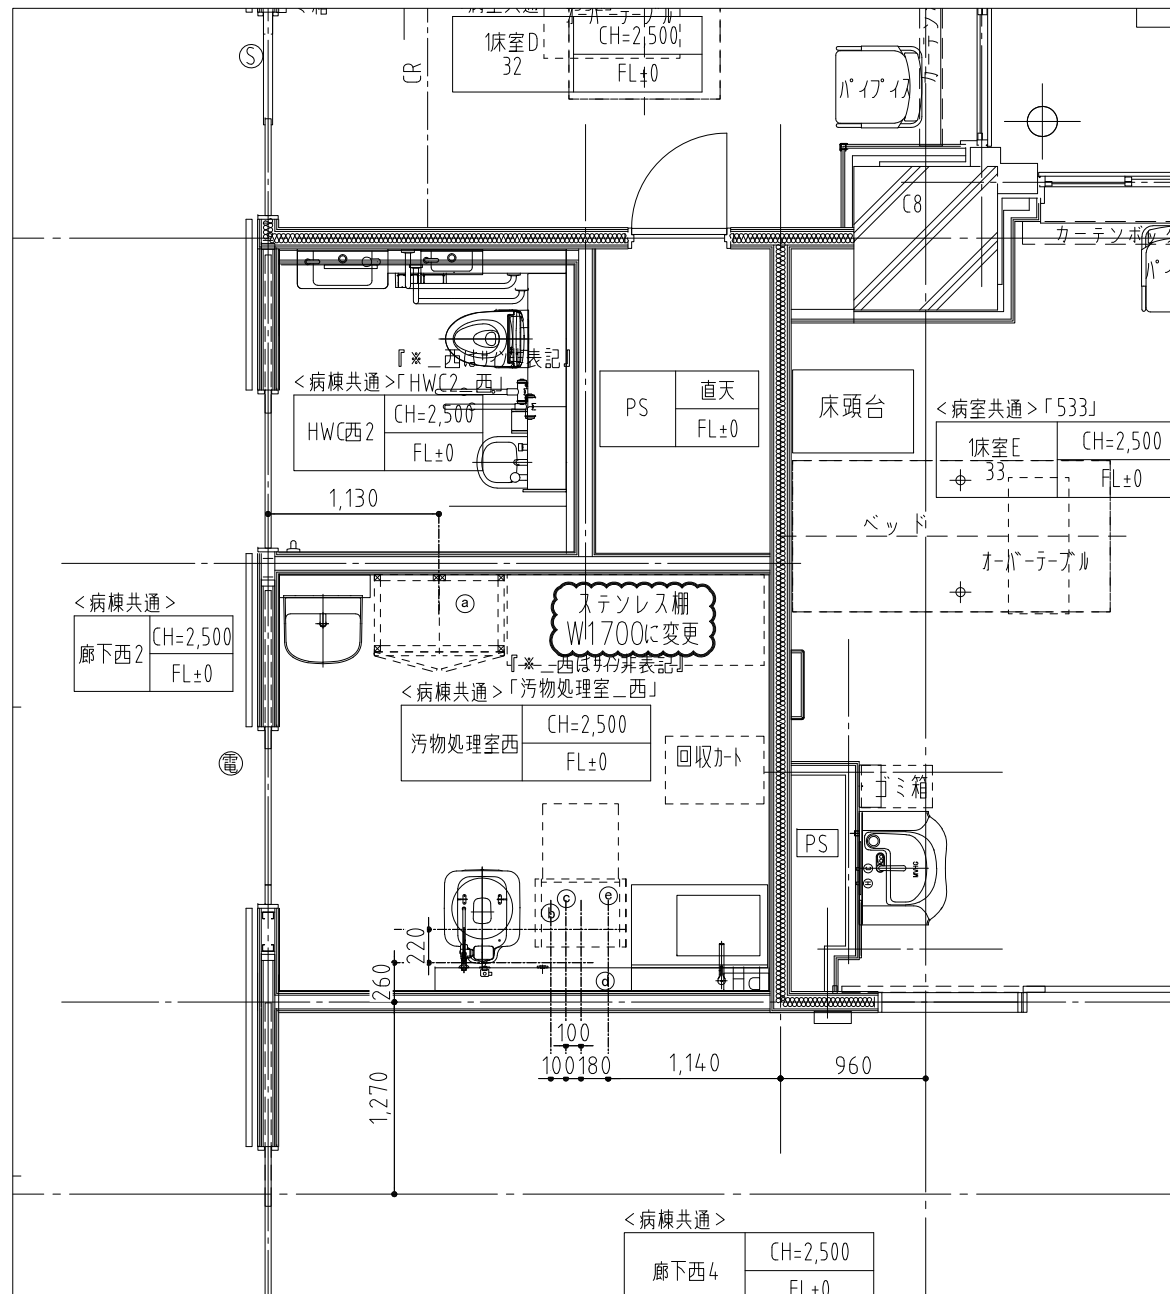 1床室D
32
CH=2,500
FL±0
CR
S
パイプイス
C8
カーテンボック
『※_西はサイン非表記』
<病棟共通>「HWC2_西」
HWC西2
CH=2,500
FL±0
PS
直天
FL±0
床頭台
<病室共通>「533」
1床室E
33
CH=2,500
FL±0
1,130
ベッド
オーバーテーブル
<病棟共通>
廊下西2
CH=2,500
FL±0
a
ステンレス棚
W1700に変更
『※_西はサイン非表記』
<病棟共通>「汚物処理室_西」
汚物処理室西
CH=2,500
FL±0
回収カート
電
ゴミ箱
PS
b
c
e
d
PH
220
260
100
100
180
1,140
960
1,270
<病棟共通>
廊下西4
CH=2,500
FL±0